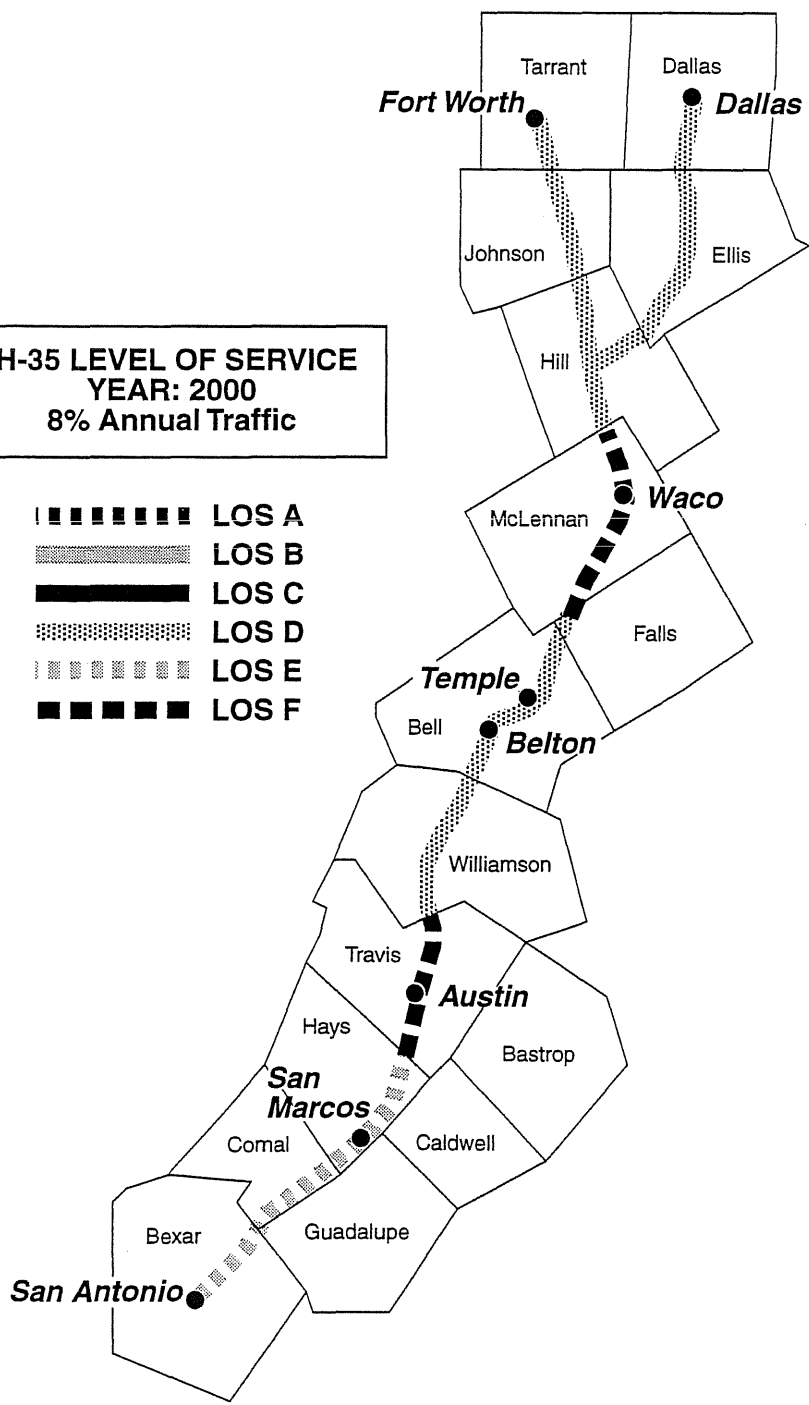 Tarrant
Dallas
Fort Worth
Dallas
Johnson
Ellis
H-35 LEVEL OF SERVICE
YEAR: 2000
8% Annual Traffic
Hill
LOS A
LOS B
LOS C
LOS D
LOS E
LOS F
Waco
McLennan
Falls
Temple
Bell
Belton
Williamson
Travis
Austin
Hays
Bastrop
San
Marcos
Comal
Caldwell
Bexar
Guadalupe
San Antonio